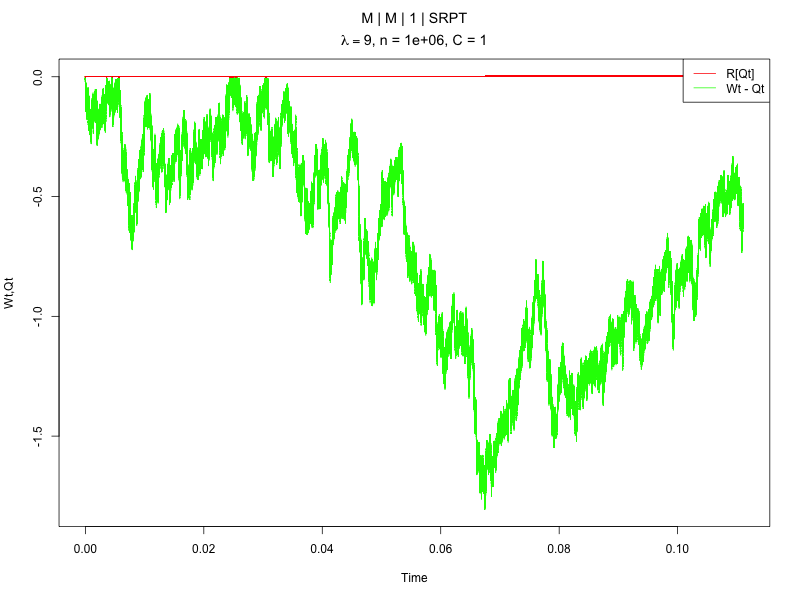 M | M | 1 | SRPT
λ = 9, n = 1e+06, C = 1
R[Qt]
Wt - Qt
0.0
-0.5
-1.0
-1.5
Wt,Qt
0.00 0.02 0.04 0.06 0.08 0.10
Time